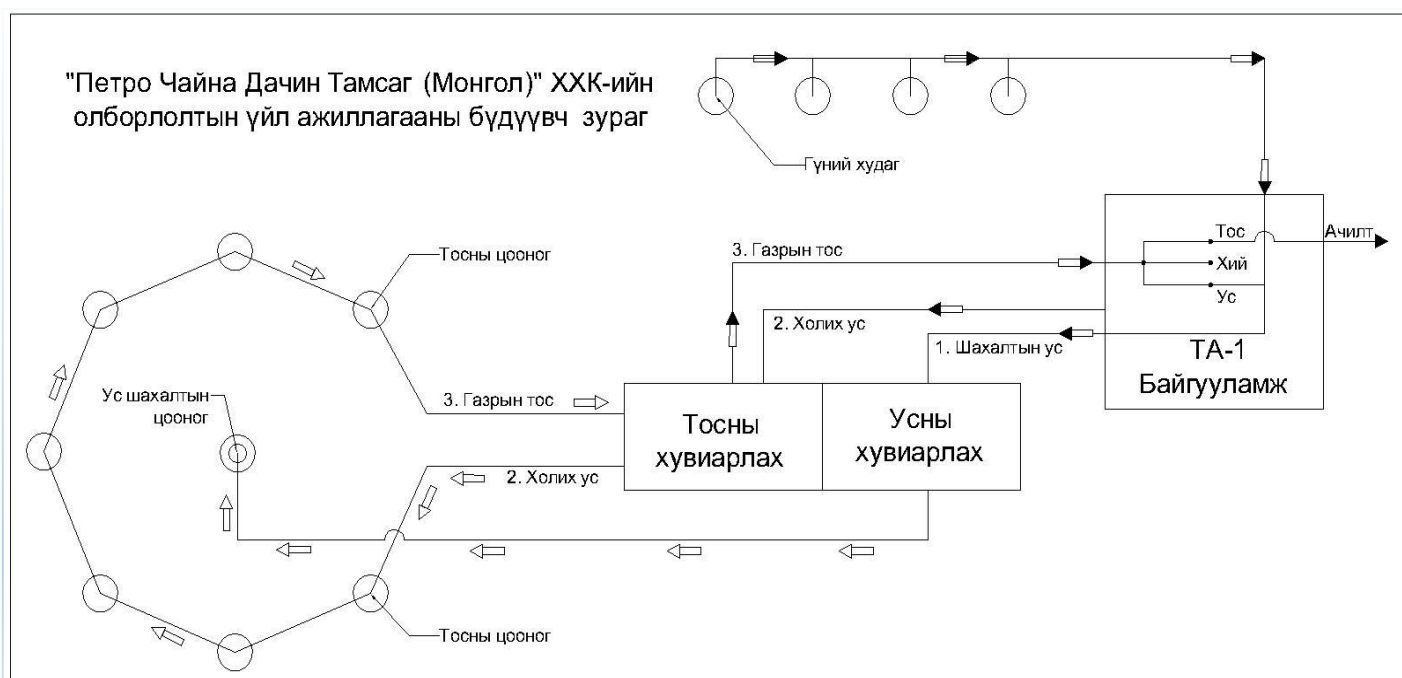 "Петро Чайна Дачин Тамсаг (Монгол)" ХХК-ийн
олборлолтын үйл ажиллагааны бүдүүвч зураг
Гүний худаг
Тосны цооног
3. Газрын тос
Тос
Ачилт
Хий
Ус
2. Холих ус
1. Шахалтын ус
ТА-1
Байгууламж
Ус шахалтын
цооног
3. Газрын тос
Тосны
хувиарлах
Усны
хувиарлах
2. Холих ус
Тосны цооног